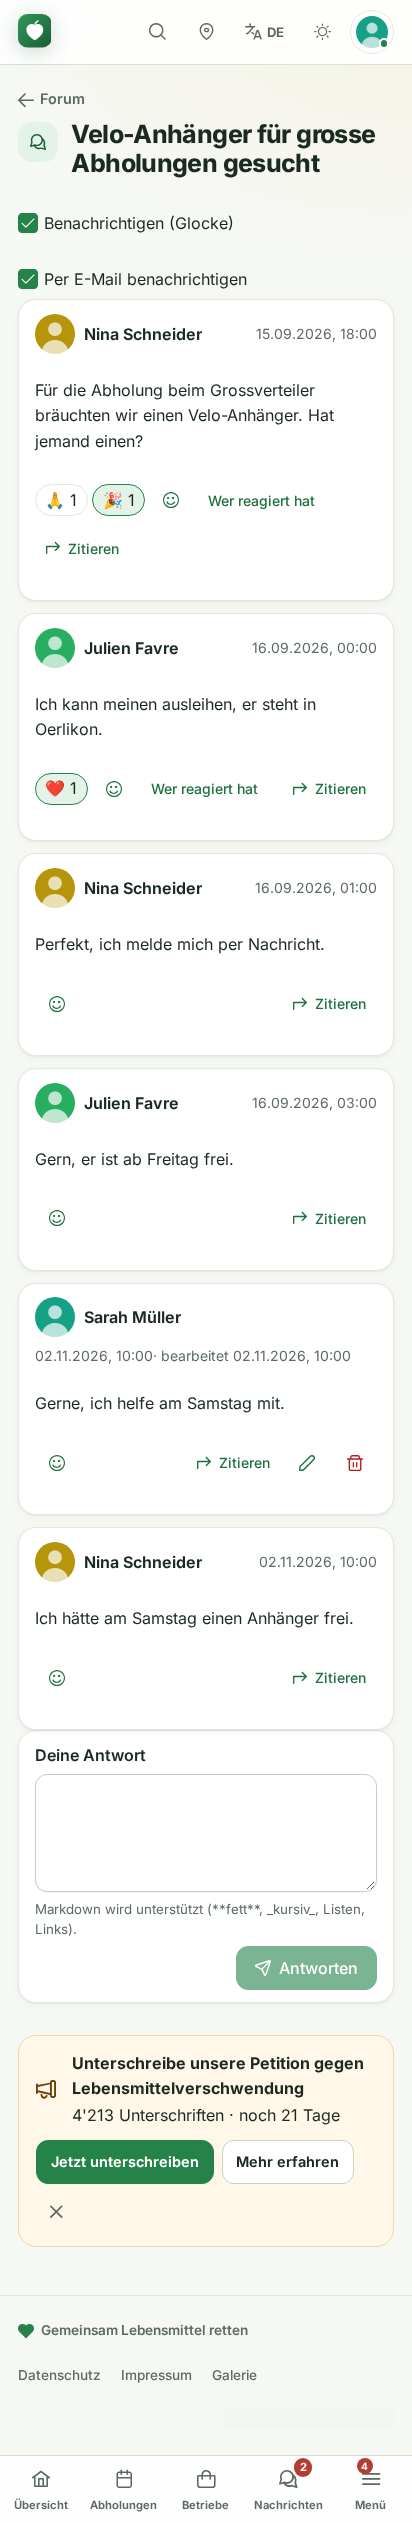 DE
Forum
Velo-Anhänger für grosse
Abholungen gesucht
Benachrichtigen (Glocke)
Per E-Mail benachrichtigen
Nina Schneider 15.09.2026, 18:00
Für die Abholung beim Grossverteiler
bräuchten wir einen Velo-Anhänger. Hat
jemand einen?
🙏 1 🎉 1 Wer reagiert hat
Zitieren
Julien Favre 16.09.2026, 00:00
Ich kann meinen ausleihen, er steht in
Oerlikon.
❤️ 1 Wer reagiert hat Zitieren
Nina Schneider 16.09.2026, 01:00
Perfekt, ich melde mich per Nachricht.
Zitieren
Julien Favre 16.09.2026, 03:00
Gern, er ist ab Freitag frei.
Zitieren
Sarah Müller
02.11.2026, 10:00· bearbeitet 02.11.2026, 10:00
Gerne, ich helfe am Samstag mit.
Zitieren
Nina Schneider 02.11.2026, 10:00
Ich hätte am Samstag einen Anhänger frei.
Zitieren
Deine Antwort
Markdown wird unterstützt (**fett**, _kursiv_, Listen,
Links).
Antworten
Unterschreibe unsere Petition gegen
Lebensmittelverschwendung
4'213 Unterschriften · noch 21 Tage
Jetzt unterschreiben Mehr erfahren
Gemeinsam Lebensmittel retten
Datenschutz Impressum Galerie
2 4
Übersicht Abholungen Betriebe Nachrichten Menü